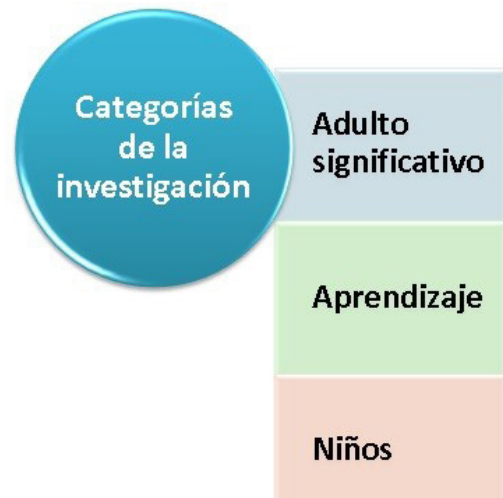 Categorías
de la
investigación
Adulto
significativo
Aprendizaje
Niños